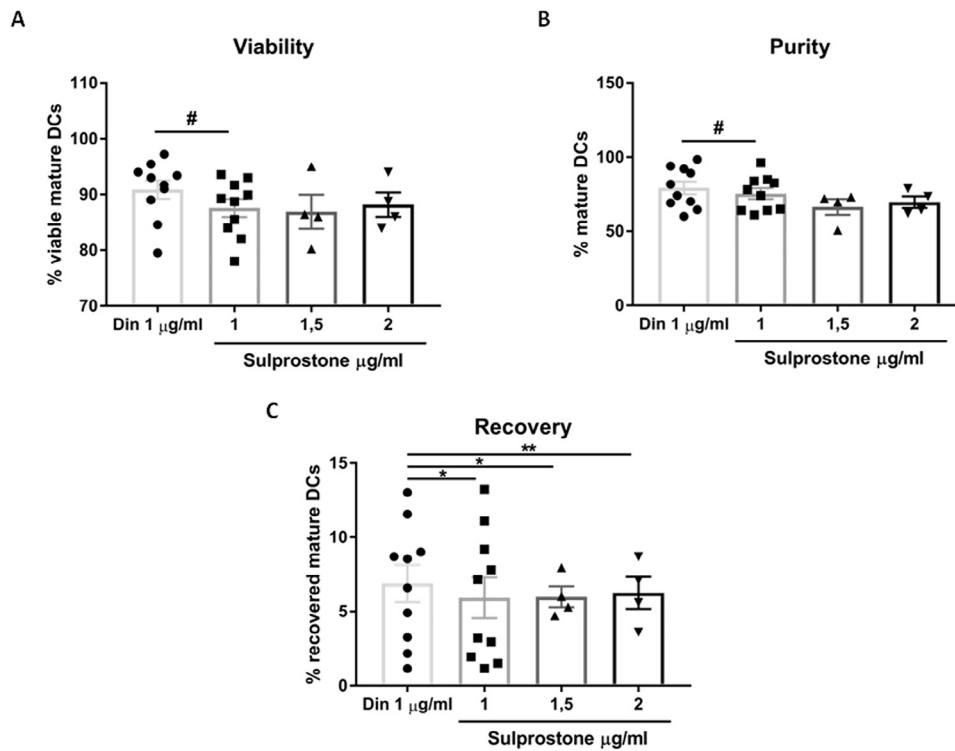 A
Viability
#
% viable mature DCs
110
100
90
80
70
Din 1 μg/ml
1
1,5
2
Sulprostone μg/ml
B
Purity
#
% mature DCs
150
100
50
0
Din 1 μg/ml
1
1,5
2
Sulprostone μg/ml
C
Recovery
**
*
*
% recovered mature DCs
15
10
5
0
Din 1 μg/ml
1
1,5
2
Sulprostone μg/ml